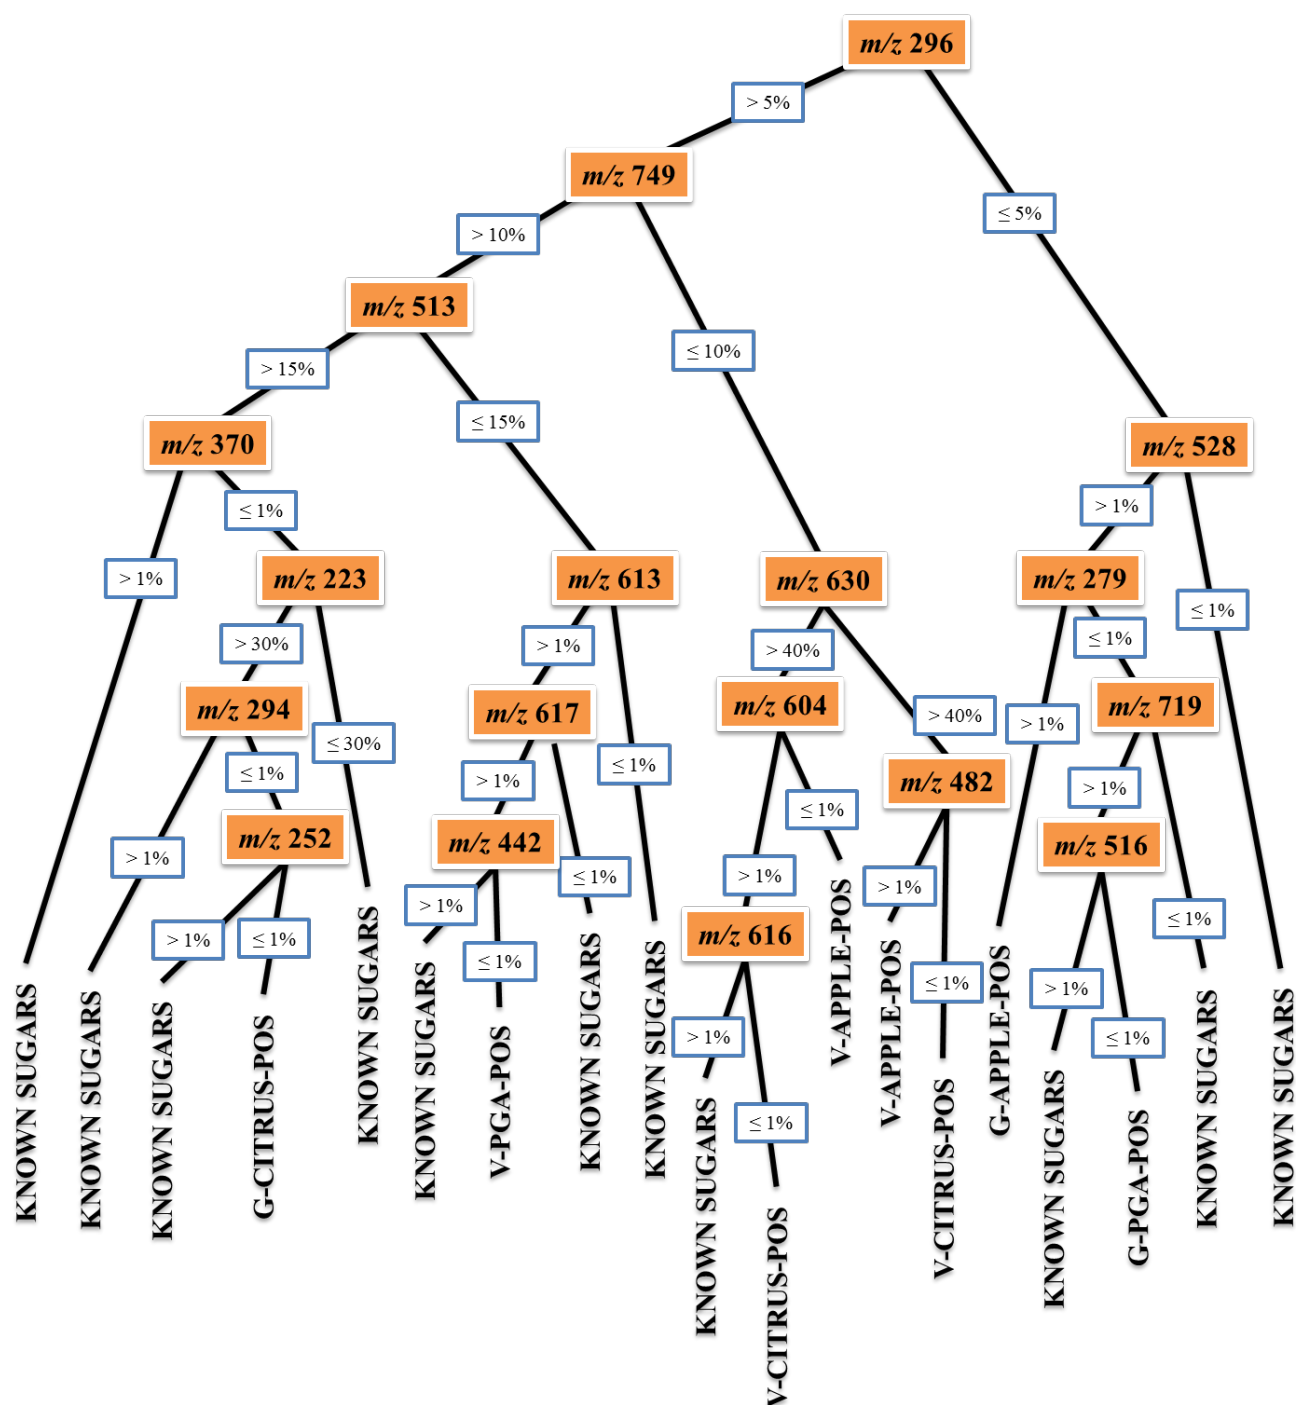 m/z 296
> 5%
m/z 749
≤ 5%
> 10%
m/z 513
≤ 10%
> 15%
≤ 15%
m/z 370
m/z 528
≤ 1%
> 1%
> 1%
m/z 223
m/z 613
m/z 630
m/z 279
≤ 1%
> 30%
> 1%
> 40%
≤ 1%
m/z 294
m/z 617
m/z 604
> 40%
> 1%
m/z 719
≤ 30%
≤ 1%
≤ 1%
> 1%
m/z 482
> 1%
≤ 1%
m/z 252
m/z 442
m/z 516
> 1%
≤ 1%
> 1%
> 1%
> 1%
≤ 1%
> 1%
≤ 1%
m/z 616
≤ 1%
≤ 1%
> 1%
≤ 1%
> 1%
≤ 1%
≤ 1%
KNOWN SUGARS
KNOWN SUGARS
KNOWN SUGARS
G-CITRUS-POS
KNOWN SUGARS
KNOWN SUGARS
V-PGA-POS
KNOWN SUGARS
KNOWN SUGARS
KNOWN SUGARS
V-CITRUS-POS
V-APPLE-POS
V-APPLE-POS
V-CITRUS-POS
G-APPLE-POS
KNOWN SUGARS
G-PGA-POS
KNOWN SUGARS
KNOWN SUGARS